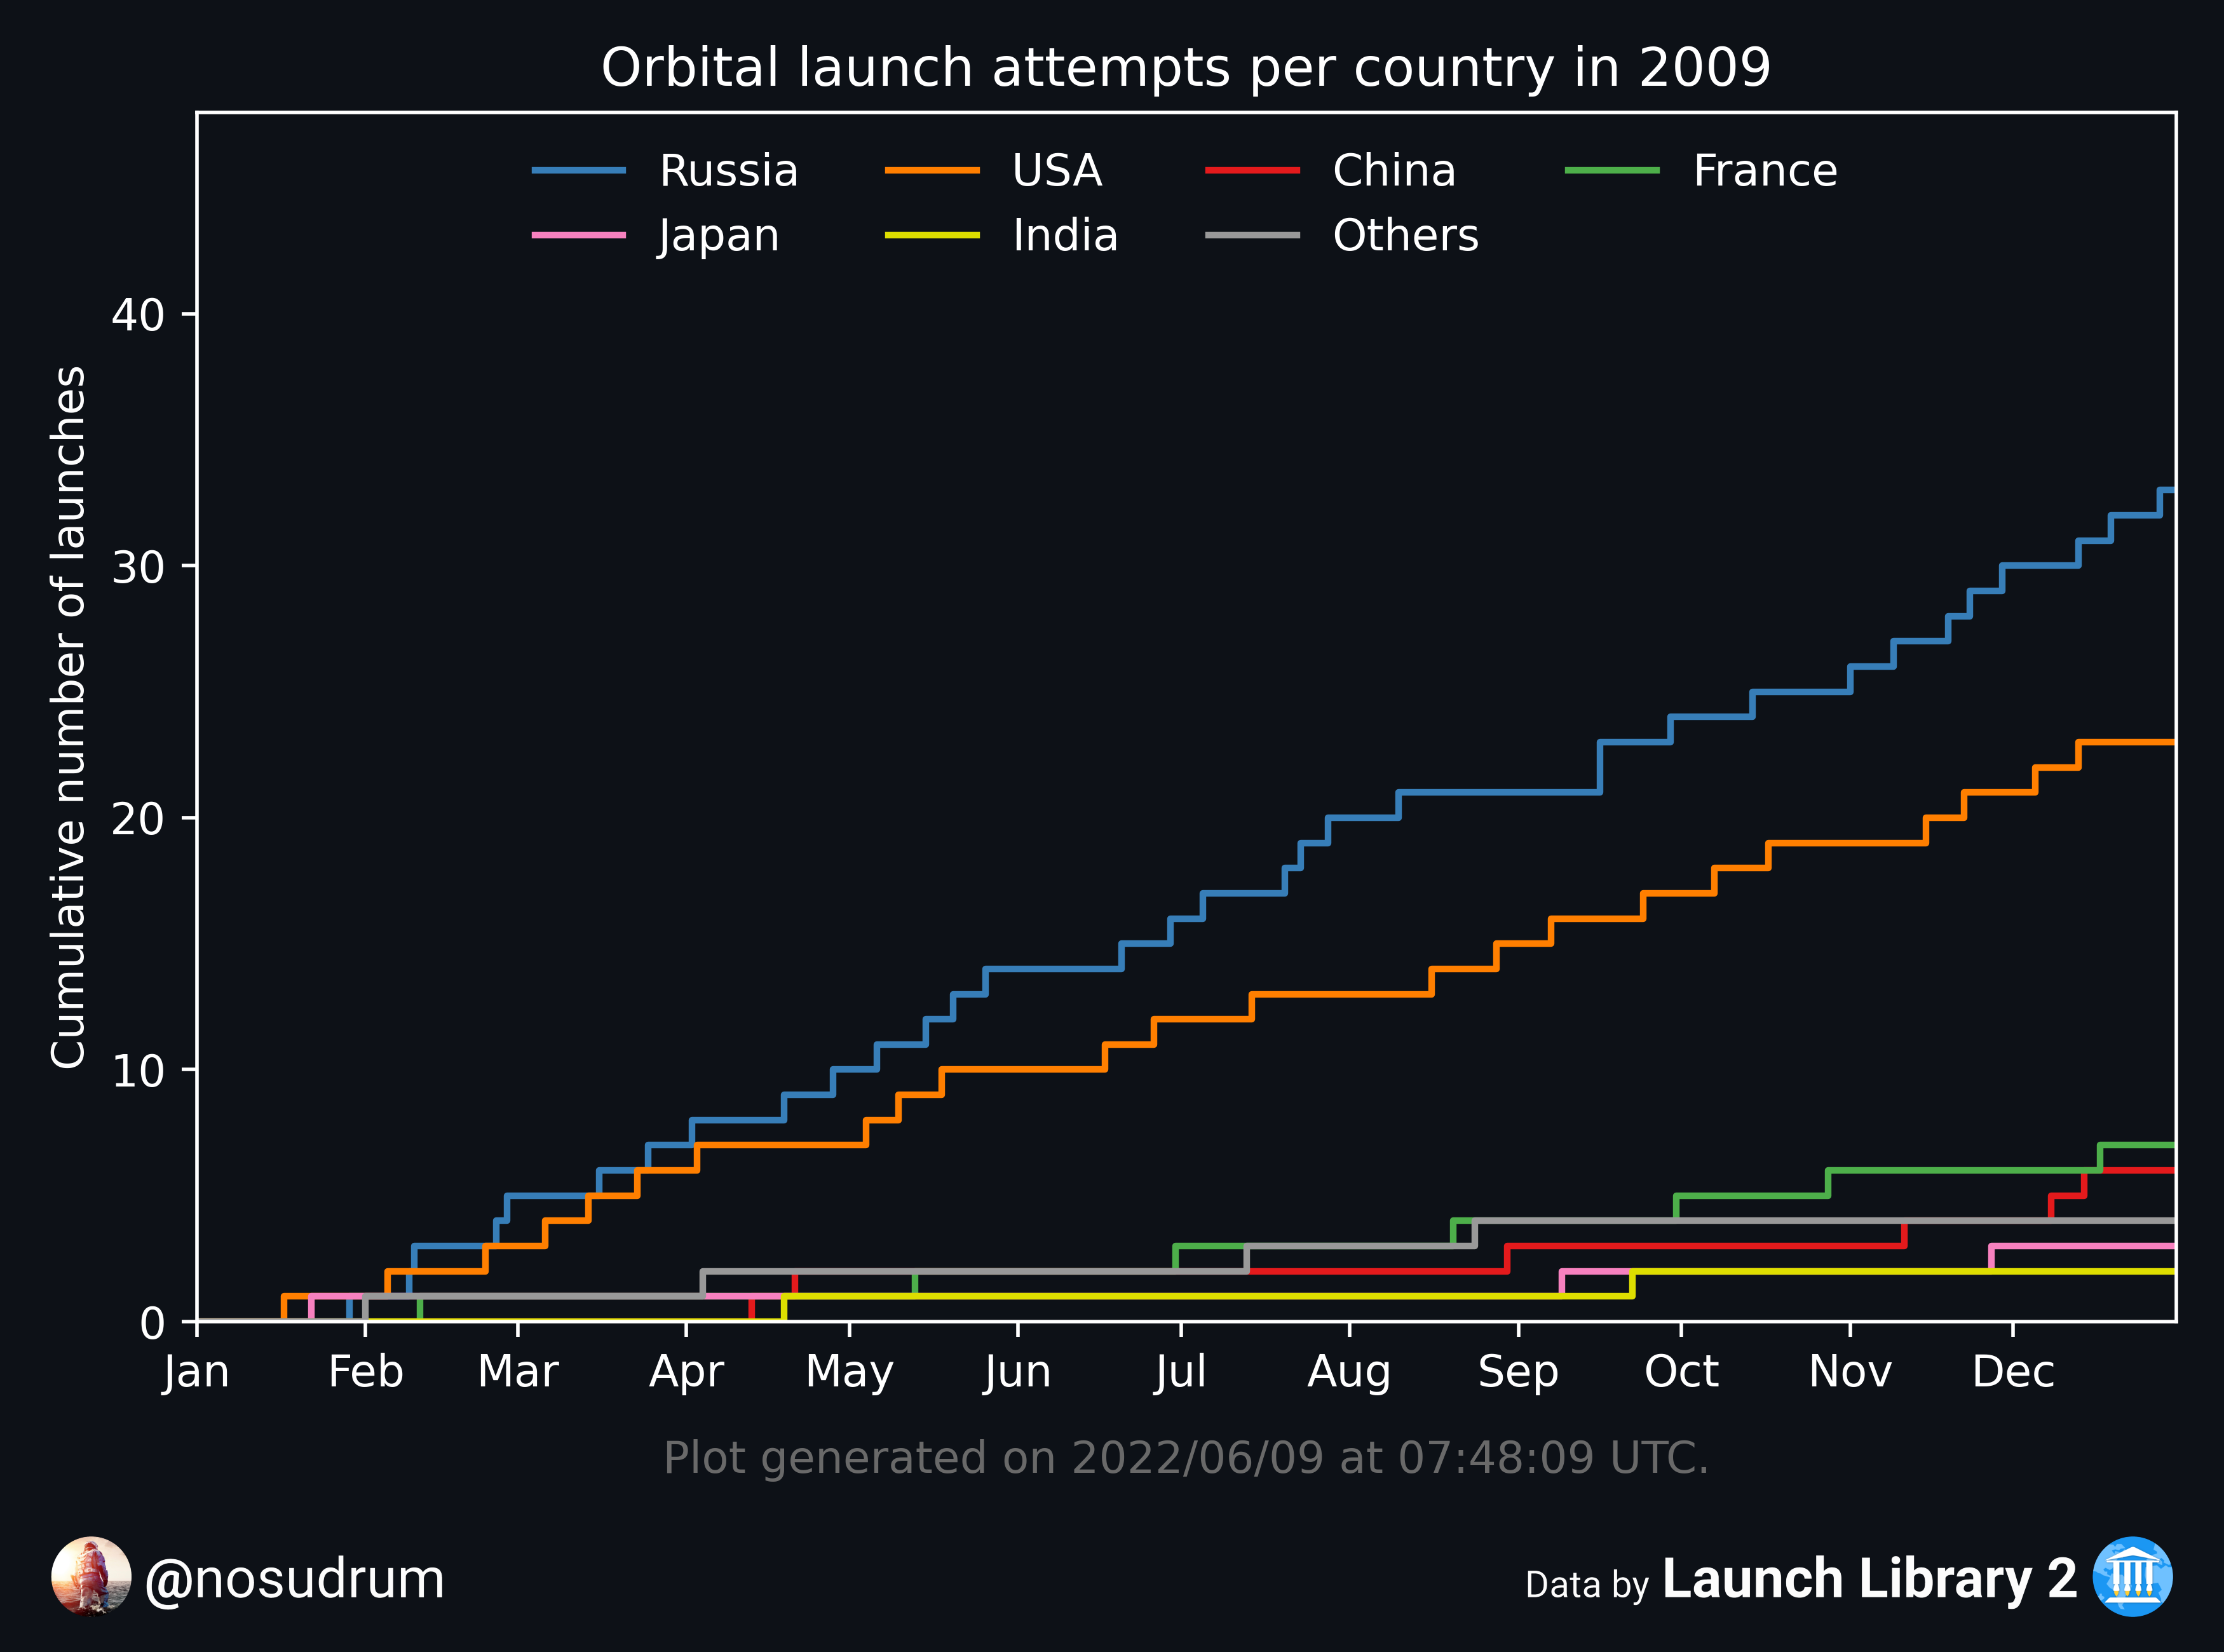 Orbital launch attempts per country in 2009
Russia USA China France
Japan India Others
Cumulative number of launches
40
30
20
10
0
Jan Feb Mar Apr May Jun Jul Aug Sep Oct Nov Dec
Plot generated on 2022/06/09 at 07:48:09 UTC.
@nosudrum
Data by Launch Library 2